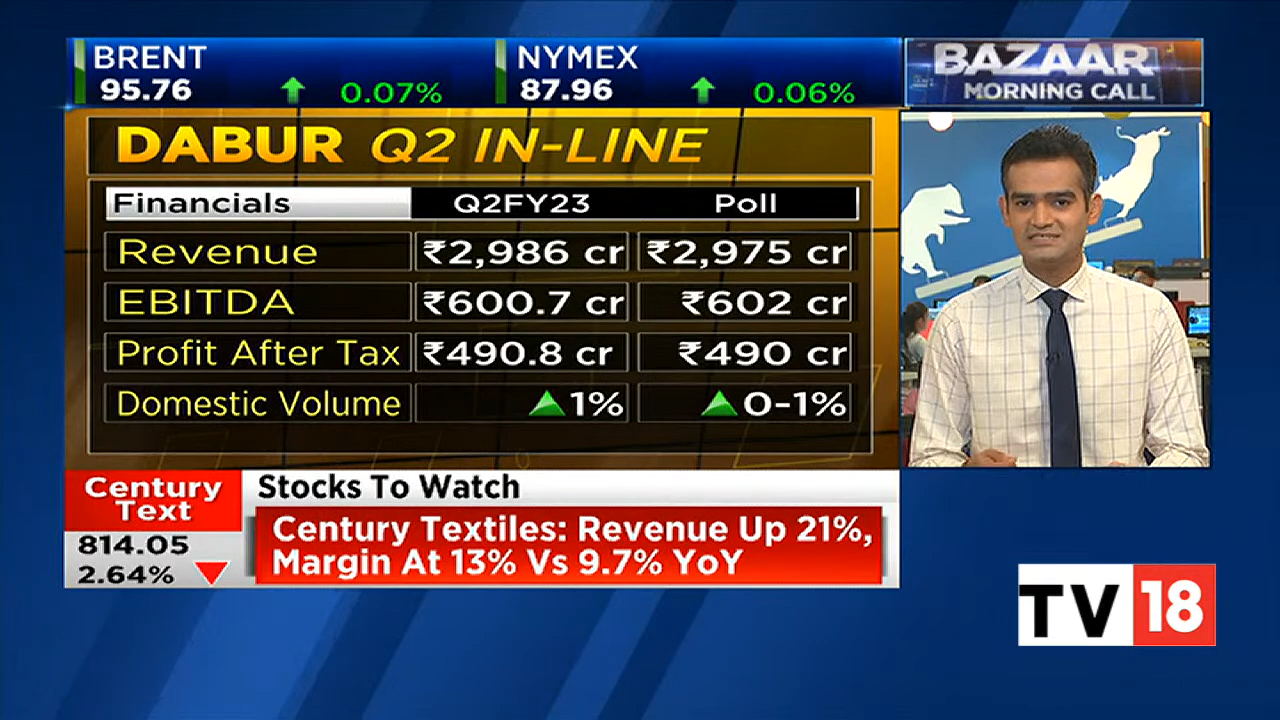 BRENT
95.76 0.07%
NYMEX
87.96 0.06%
BAZAAR
MORNING CALL
DABUR Q2 IN-LINE
Financials Q2FY23 Poll
Revenue ₹2,986 cr ₹2,975 cr
EBITDA ₹600.7 cr ₹602 cr
Profit After Tax ₹490.8 cr ₹490 cr
Domestic Volume 1% 0-1%
Century
Text
814.05
2.64%
Stocks To Watch
Century Textiles: Revenue Up 21%,
Margin At 13% Vs 9.7% YoY
TV18